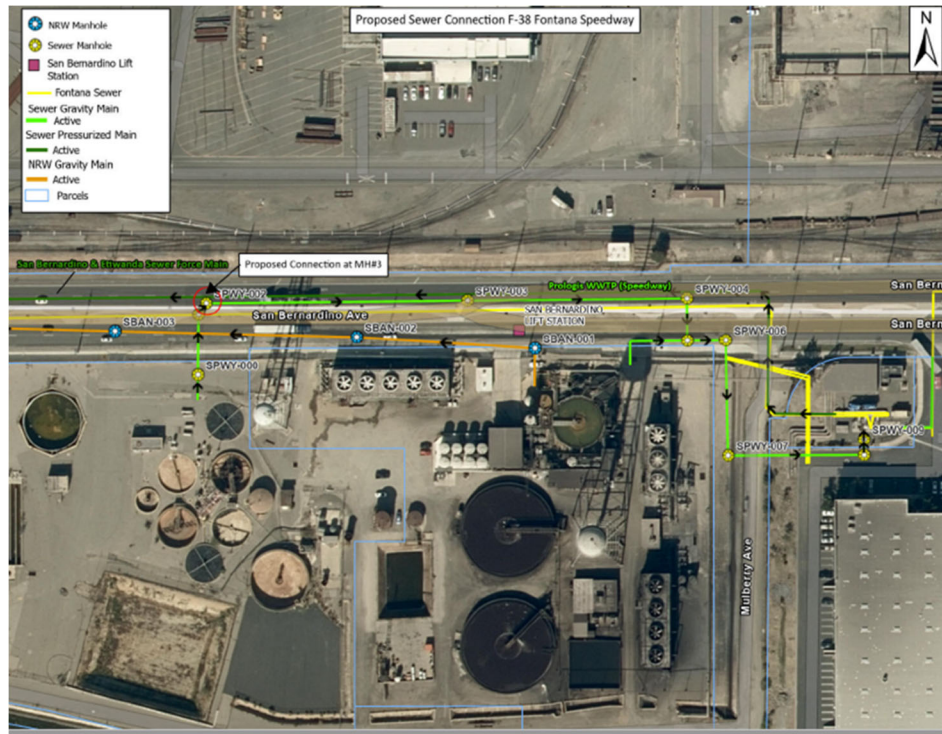 Proposed Sewer Connection F-38 Fontana Speedway
N
NRW Manhole
Sewer Manhole
San Bernardino Lift
Station
Fontana Sewer
Sewer Gravity Main
Active
Sewer Pressurized Main
Active
NRW Gravity Main
Active
Parcels
San Bernardino & Etiwanda Sewer Force Main
Proposed Connection at MH#3
SPWY-002
SPWY-003
Prologis WWTP (Speedway)
SPWY-004
San Bern
SBAN-003
San Bernardino Ave
SBAN-002
SAN BERNARDINO
LIFT STATION
SBAN-001
SPWY-006
San Bern
SPWY-000
SPWY-009
SPWY-007
Mulberry Ave